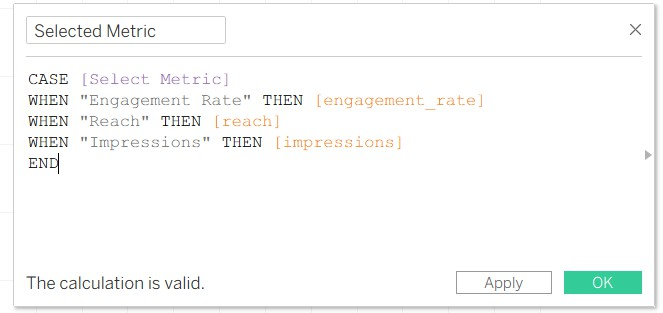 Selected Metric
CASE [Select Metric]
WHEN "Engagement Rate" THEN [engagement_rate]
WHEN "Reach" THEN [reach]
WHEN "Impressions" THEN [impressions]
END
The calculation is valid.
Apply
OK